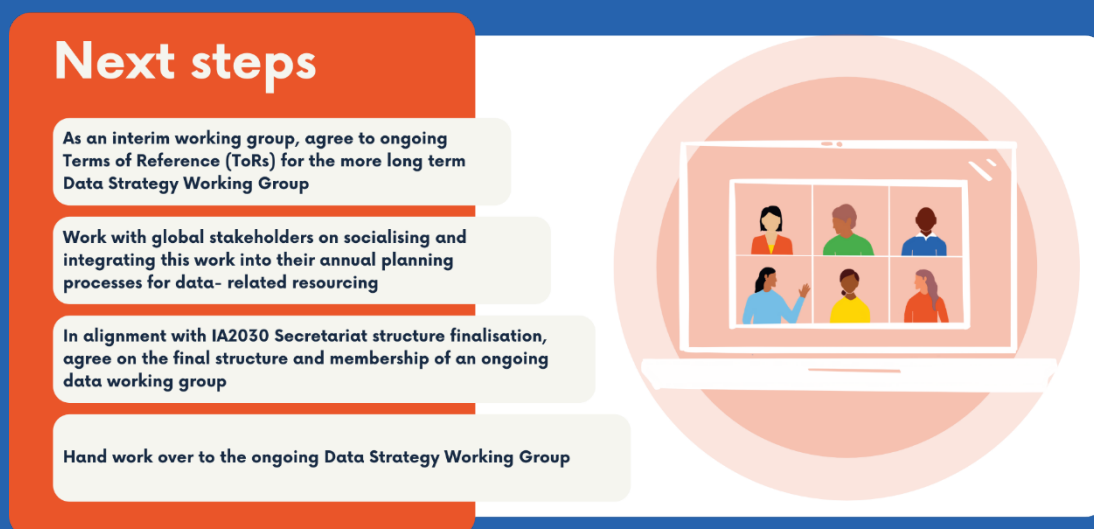 Next steps
As an interim working group, agree to ongoing
Terms of Reference (ToRs) for the more long term
Data Strategy Working Group
Work with global stakeholders on socialising and
integrating this work into their annual planning
processes for data- related resourcing
In alignment with IA2030 Secretariat structure finalisation,
agree on the final structure and membership of an ongoing
data working group
Hand work over to the ongoing Data Strategy Working Group